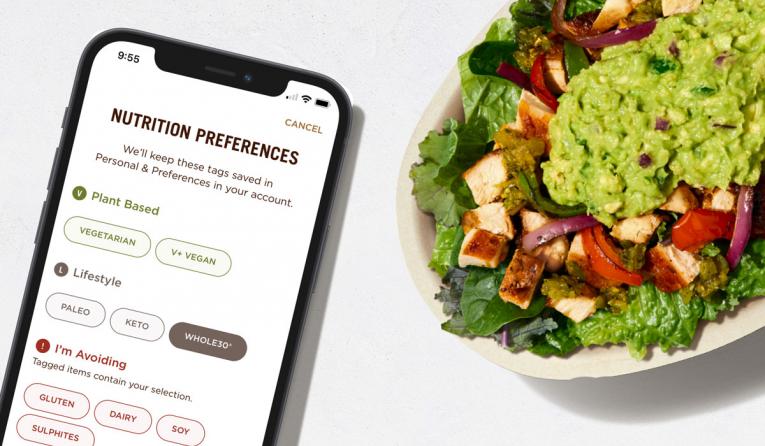 9:55
CANCEL
NUTRITION PREFERENCES
We'll keep these tags saved in
Personal & Preferences in your account.
V Plant Based
VEGETARIAN V+ VEGAN
L Lifestyle
PALEO KETO WHOLE30^
! I'm Avoiding
Tagged items contain your selection.
GLUTEN DAIRY SOY
SULPHITES